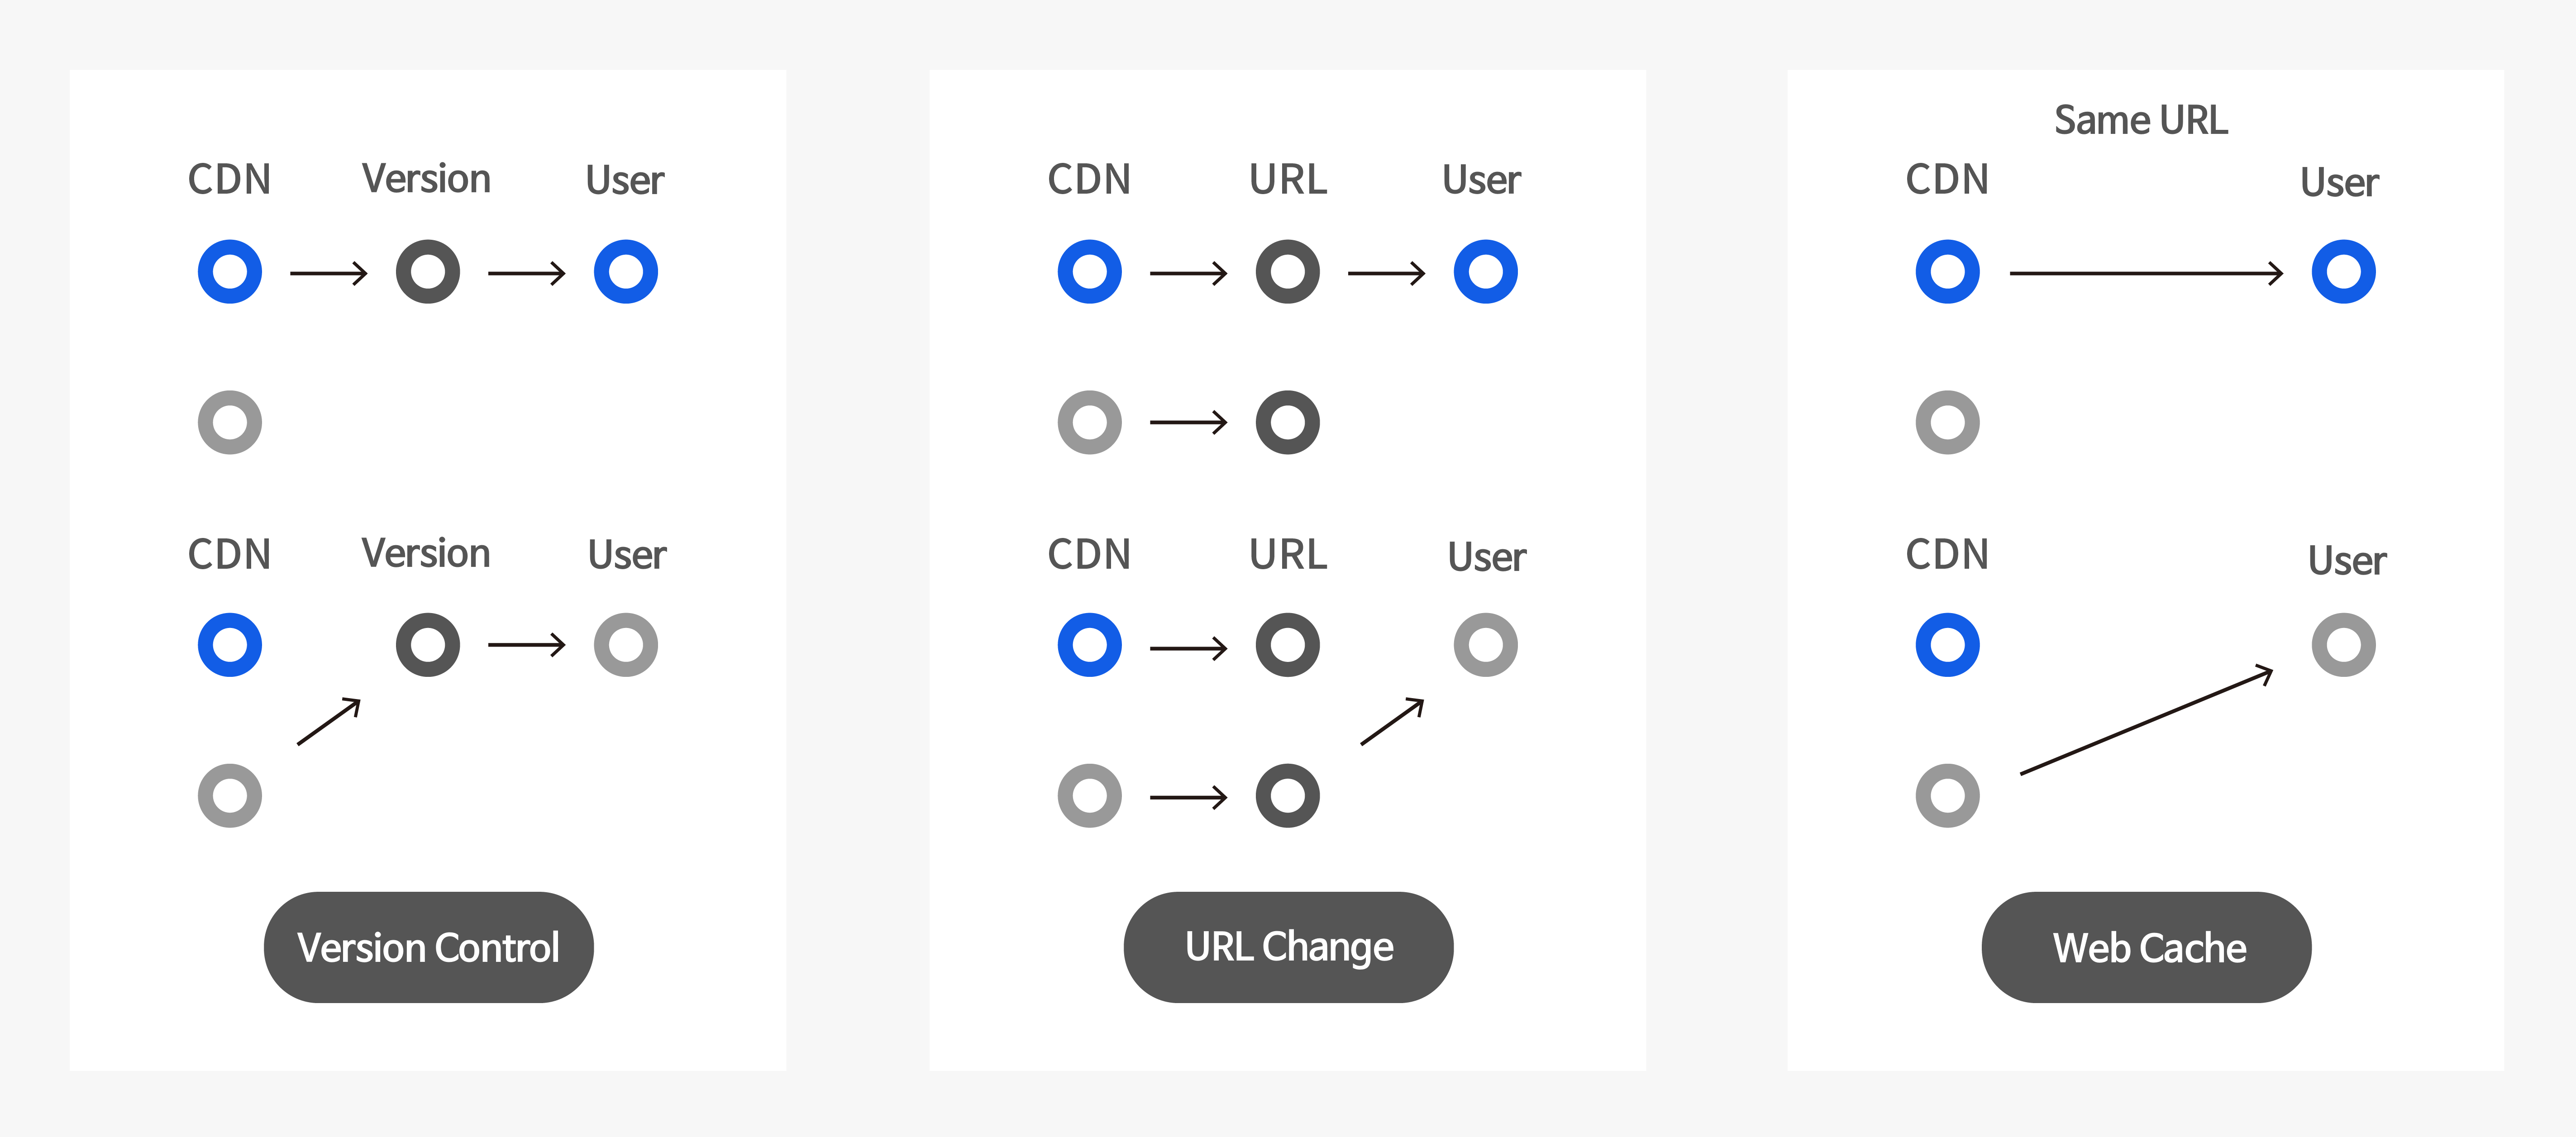 CDN
Version
User
CDN
Version
User
Version Control
CDN
URL
User
CDN
URL
User
URL Change
Same URL
CDN
User
CDN
User
Web Cache